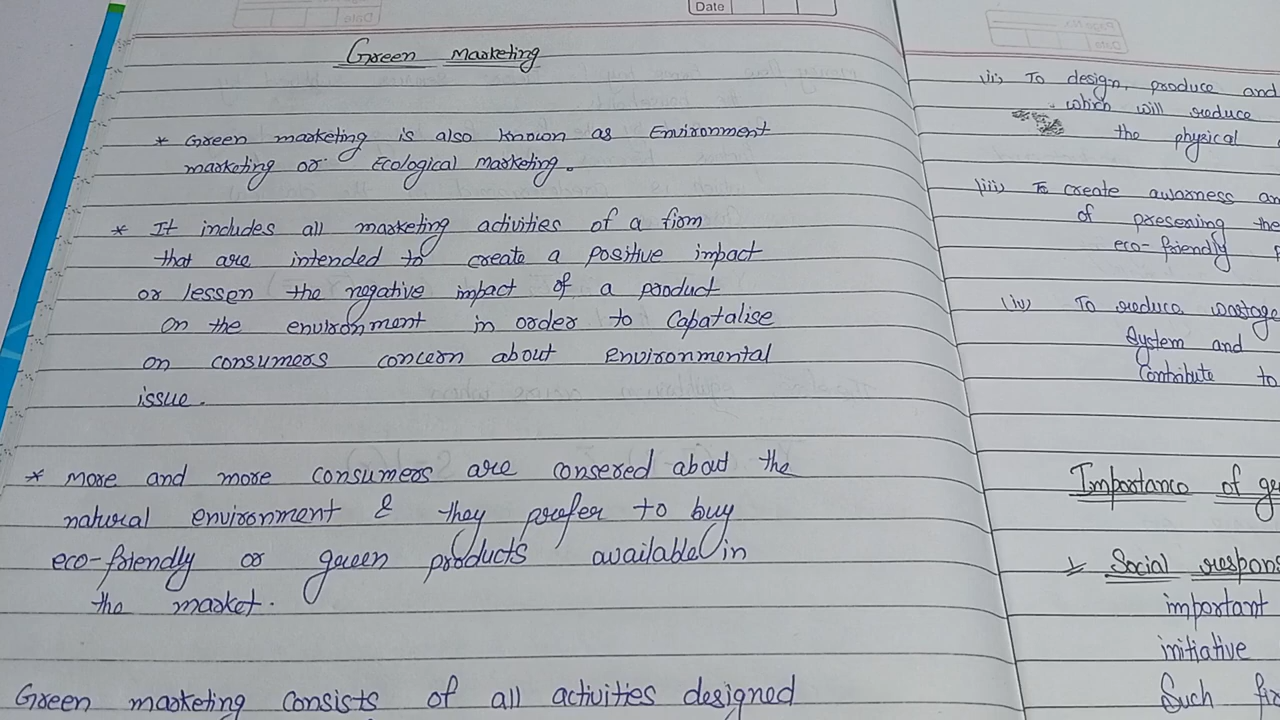 Date
Green marketing
* Green marketing is also known as Environment
marketing or Ecological marketing.
* It includes all marketing activities of a firm
that are intended to create a positive impact
or lessen the negative impact of a product
on the environment in order to Capatalise
on consumers concern about Environmental
issue.
* more and more consumers are consered about the
natural environment & they prefer to buy
eco-friendly or green products available in
the market.
Green marketing consists of all activities designed
(ii) To design, produce and
which will reduce
the physical
(iii) To create awarness an
of preserving the
eco-friendly
(iv) To reduce wastage
System and
Contribute to
Importance of ge
Social respons
important
initiative
Such fir